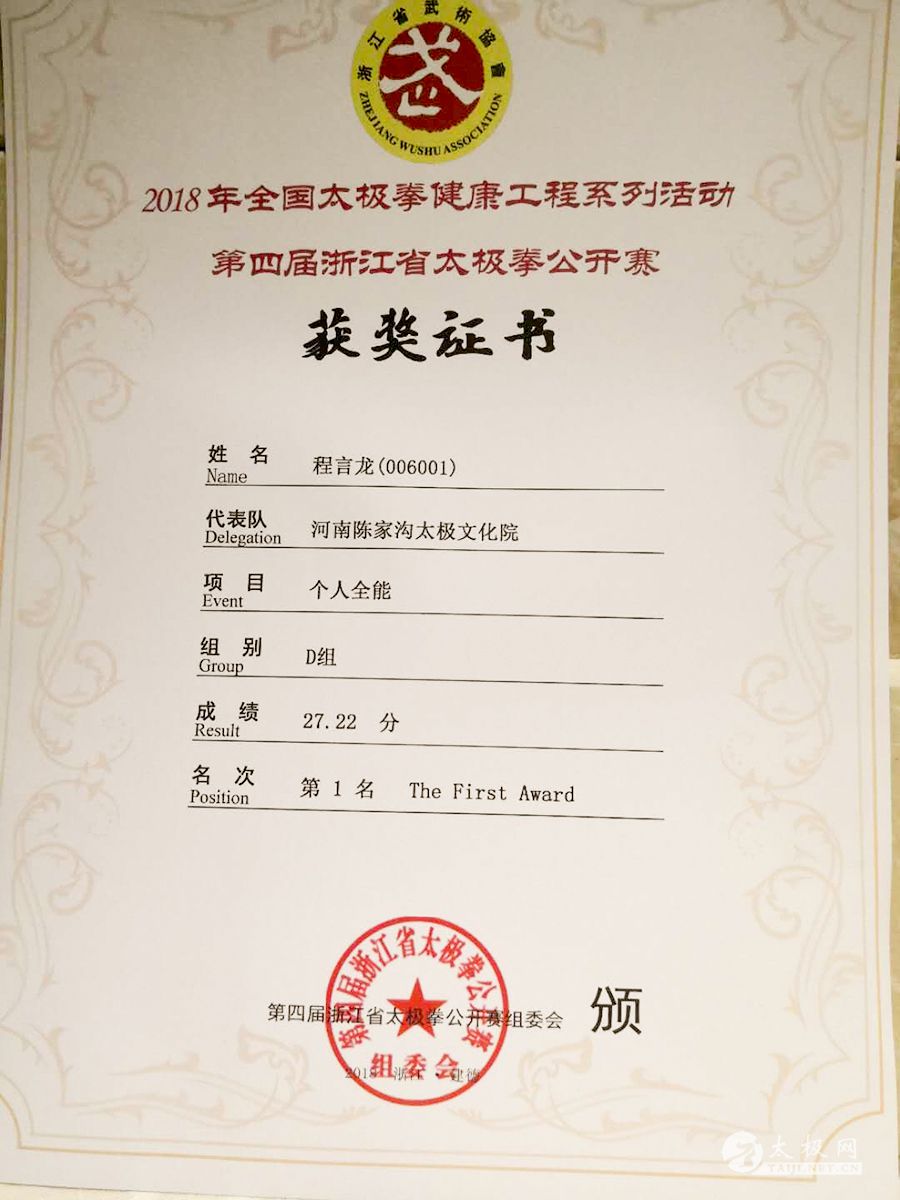 浙江省武術協會
ZHEJIANG WUSHU ASSOCIATION
2018年全国太极拳健康工程系列活动
第四届浙江省太极拳公开赛
获奖证书
姓 名 程言龙(006001)
Name
代表队 河南陈家沟太极文化院
Delegation
项 目 个人全能
Event
组 别 D组
Group
成 绩 27.22 分
Result
名 次 第 1 名 The First Award
Position
第四届浙江省太极拳公开赛
第四届浙江省太极拳公开赛组委会 颁
组委会
2018 浙江·建德
太极网
TAIJI.NET.CN